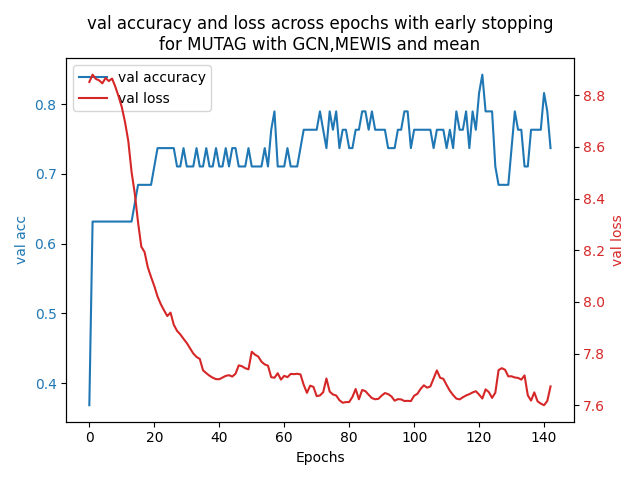 val accuracy and loss across epochs with early stopping
for MUTAG with GCN,MEWIS and mean
val accuracy
val loss
0.8
0.7
0.6
0.5
0.4
val acc
8.8
8.6
8.4
8.2
8.0
7.8
7.6
val loss
0 20 40 60 80 100 120 140
Epochs